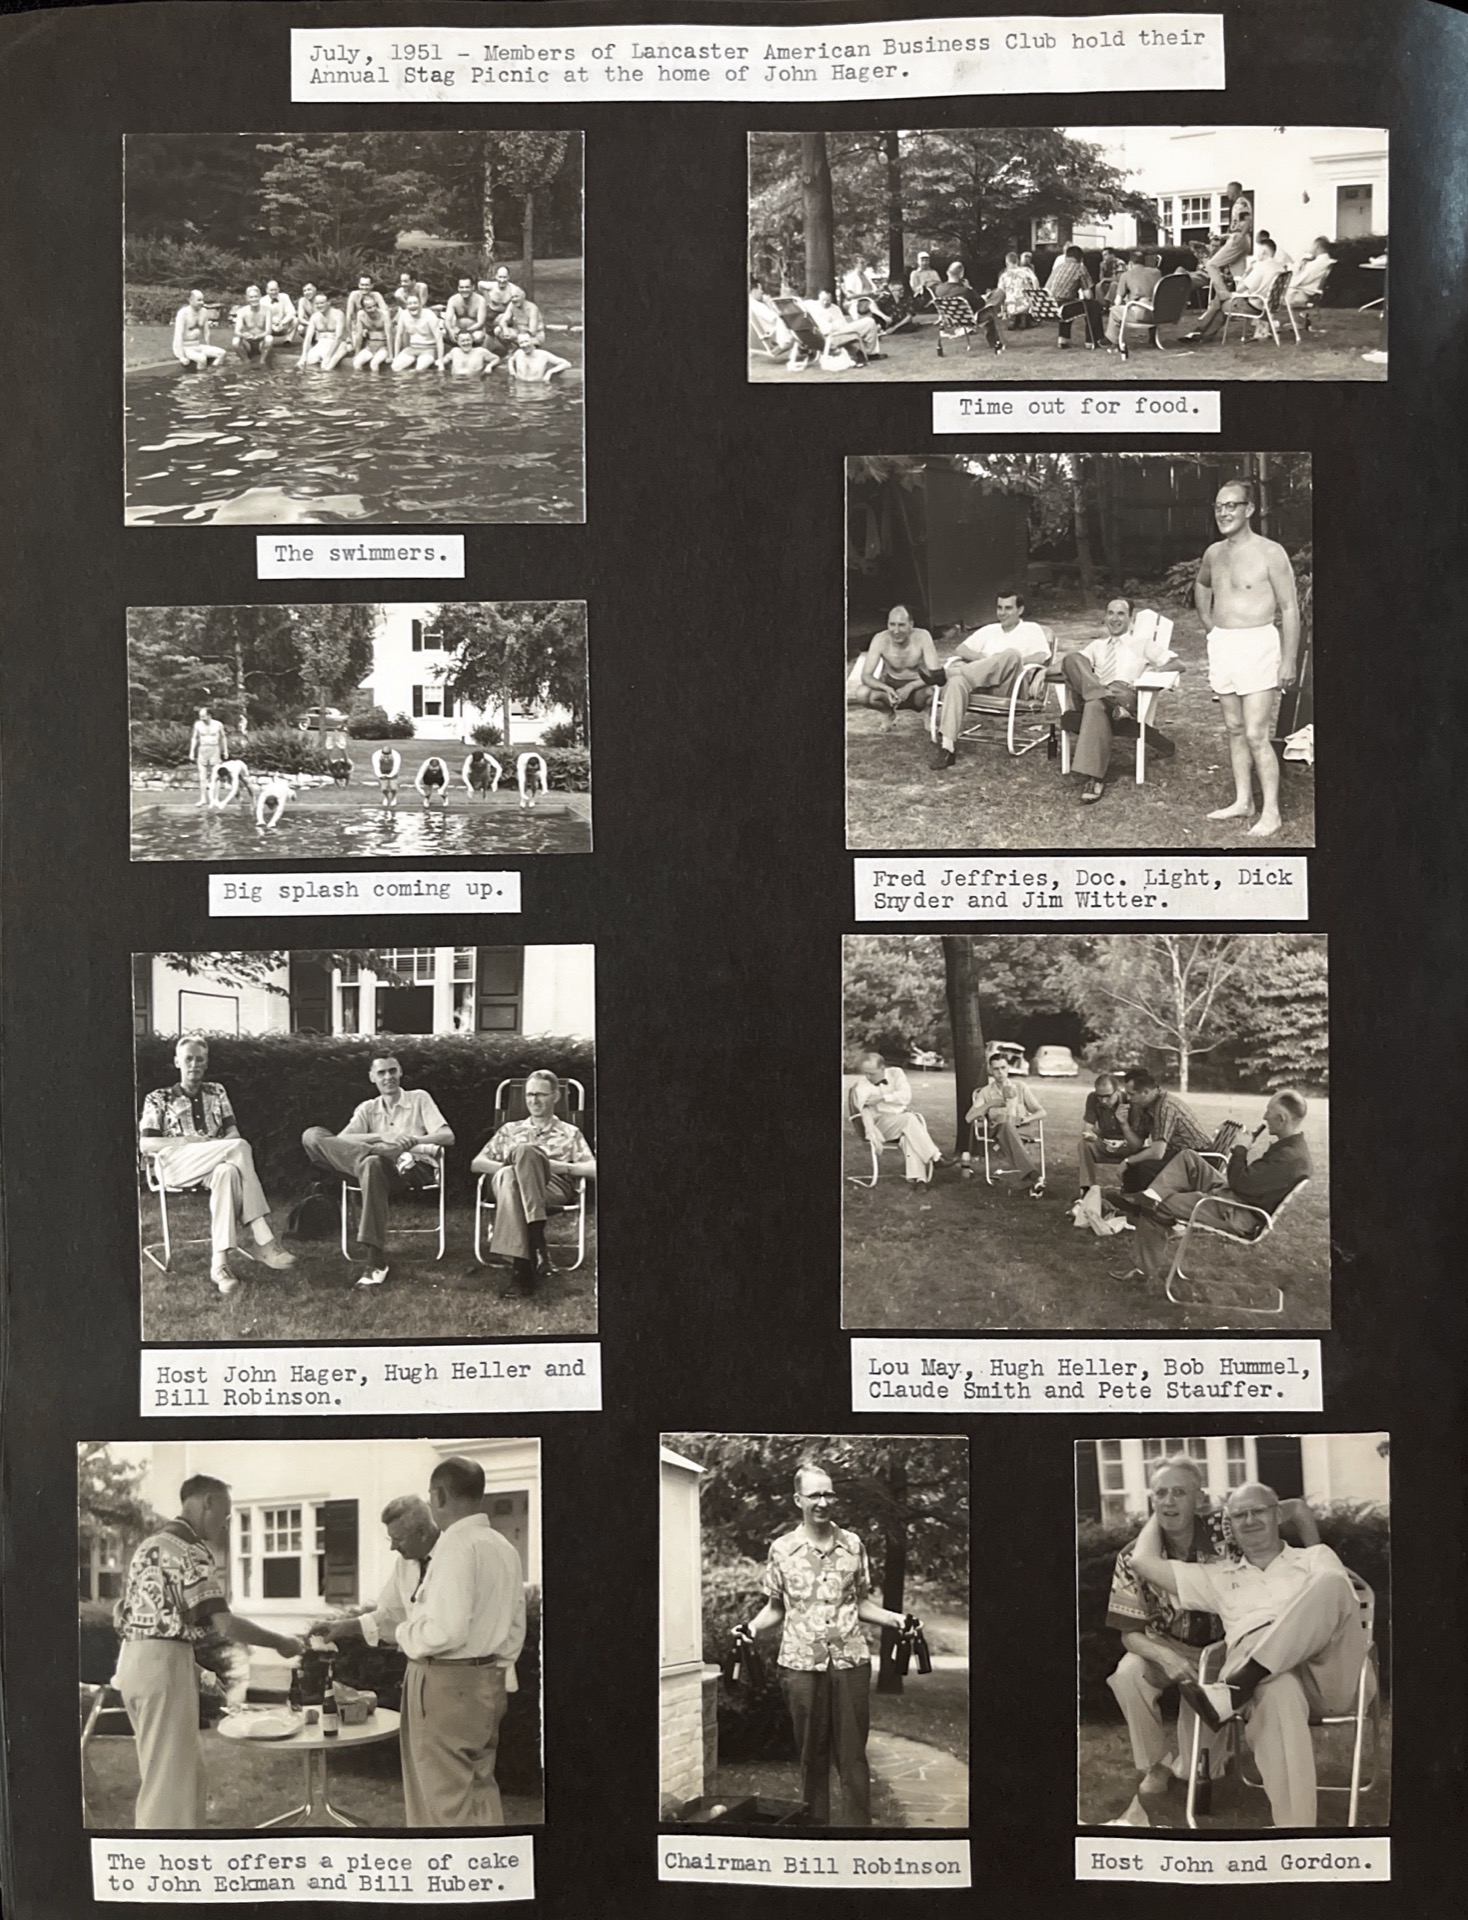 July, 1951 - Members of Lancaster American Business Club hold their
Annual Stag Picnic at the home of John Hager.
The swimmers.
Time out for food.
Big splash coming up.
Fred Jeffries, Doc. Light, Dick
Snyder and Jim Witter.
Host John Hager, Hugh Heller and
Bill Robinson.
Lou May, Hugh Heller, Bob Hummel,
Claude Smith and Pete Stauffer.
The host offers a piece of cake
to John Eckman and Bill Huber.
Chairman Bill Robinson
Host John and Gordon.